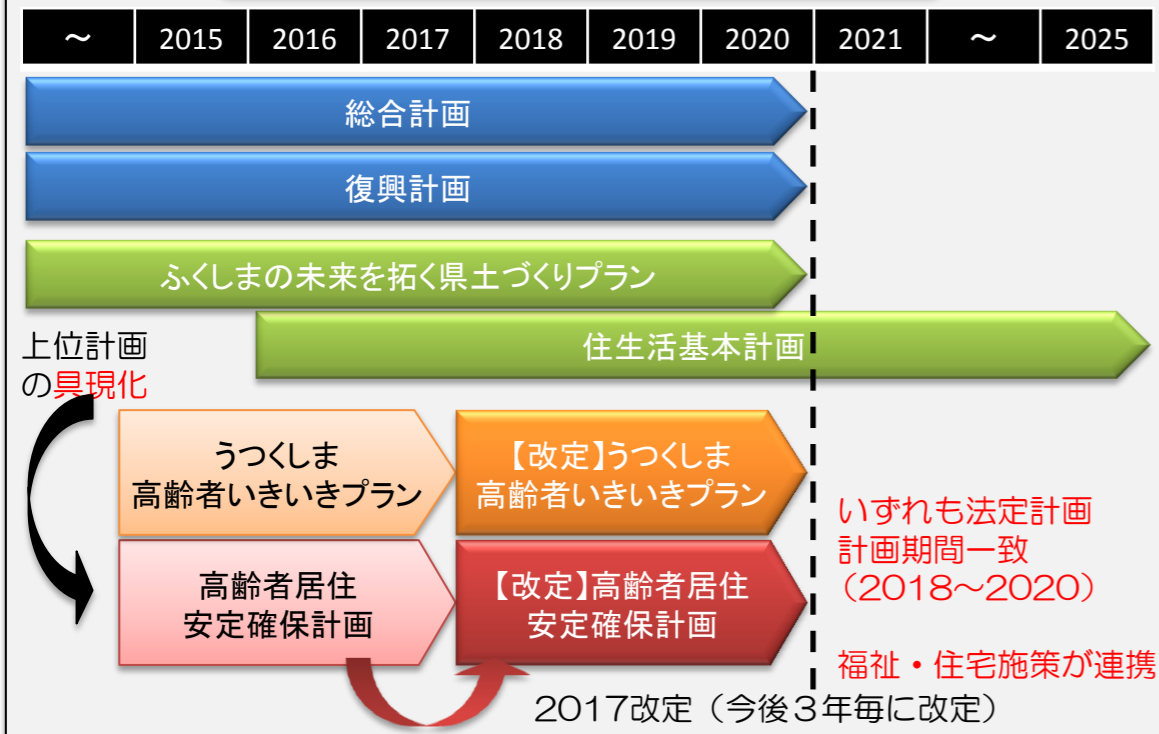 ～ 2015 2016 2017 2018 2019 2020 2021 ～ 2025
総合計画
復興計画
ふくしまの未来を拓く県土づくりプラン
住生活基本計画
上位計画
の具現化
うつくしま
高齢者いきいきプラン
【改定】うつくしま
高齢者いきいきプラン
高齢者居住
安定確保計画
【改定】高齢者居住
安定確保計画
いずれも法定計画
計画期間一致
（2018～2020）
福祉・住宅施策が連携
2017改定（今後３年毎に改定）